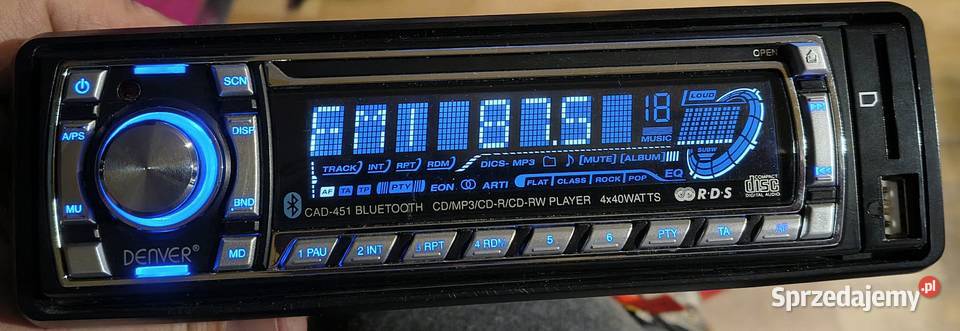 OPEN
SCN
A/PS
DISP
MU
BND
DENVER®
MD
FM1 87.5
18
MUSIC
LOUD
SUBW
TRACK INT RPT RDM DICS- MP3 [MUTE] [ALBUM]
AF TA TP PTY EON ARTI FLAT CLASS ROCK POP EQ
CAD-451 BLUETOOTH CD/MP3/CD-R/CD-RW PLAYER 4x40WATTS
R·D·S
COMPACT
disc
DIGITAL AUDIO
1 PAU
2 INT
3 RPT
4 RDM
5
6
PTY
TA
AF
Sprzedajemy.pl